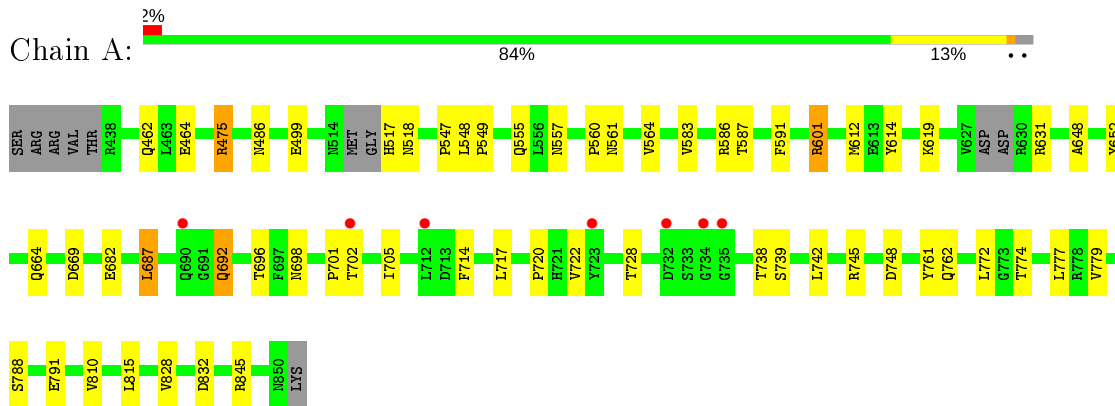 2%
Chain A:
84% 13% • •
SER ARG ARG VAL THR R438 Q462 L463 E464 R475 N486 E499 N514 MET GLY H517 N518 P547 L548 P549 Q555 L556 N557 P560 N561 V564 V583 R586 T587 F591 R601 M612 E613 Y614 K619 V627 ASP ASP R630 R631 A648
Q664 D669 E682 L687 Q690 G691 Q692 T696 F697 N698 P701 T702 I705 L712 D713 F714 L717 P720 H721 V722 Y723 T728 D732 S733 G734 G735 T738 S739 L742 R745 D748 Y761 Q762 L772 G773 T774 L777 R778 V779
S788 E791 V810 L815 V828 D832 R845 N850 LYS